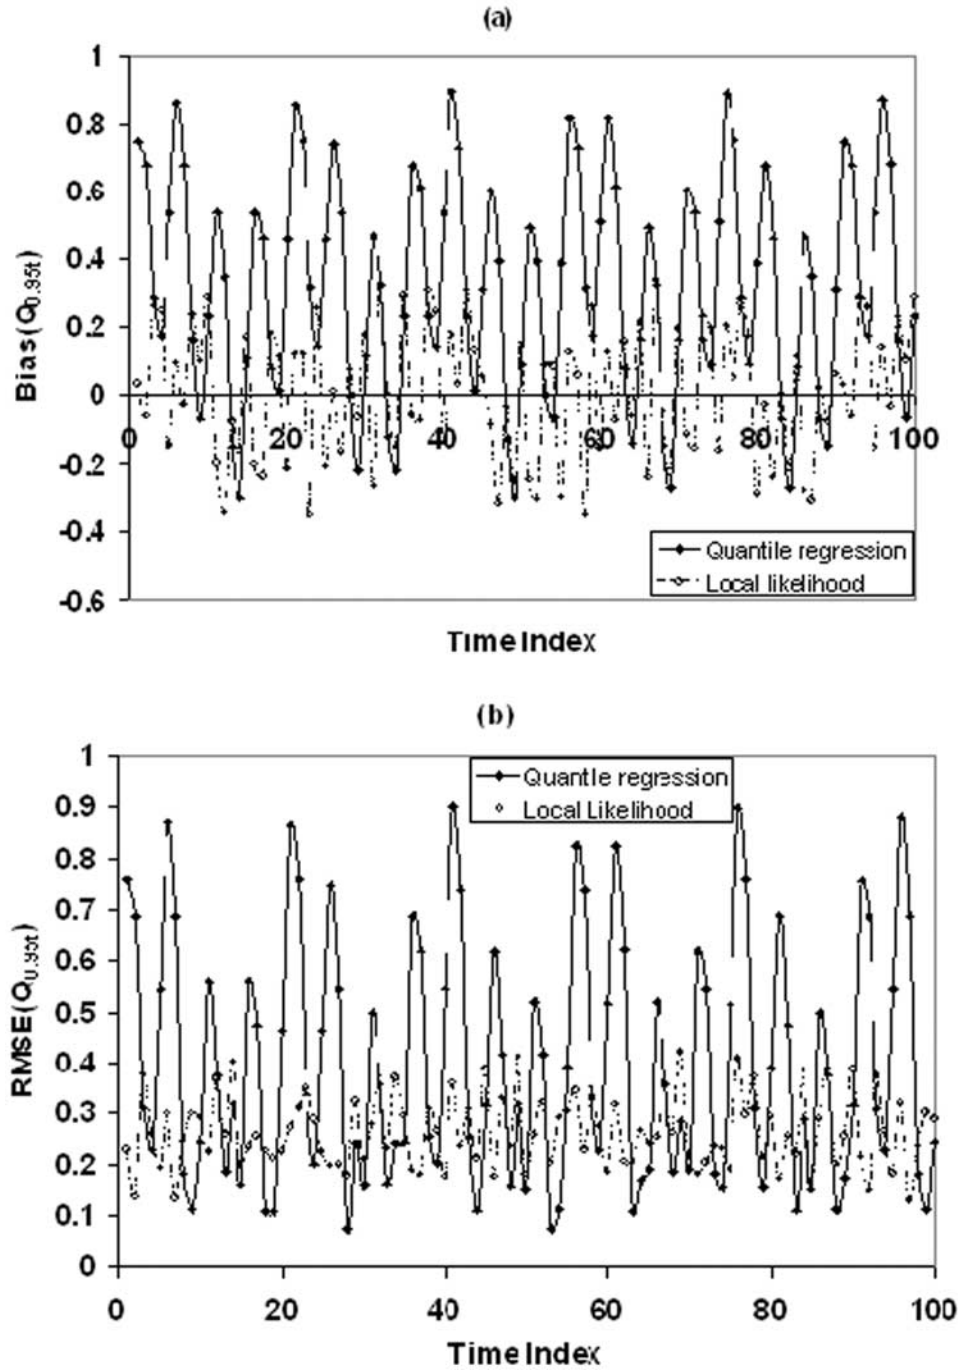 (a)
1
0.8
0.6
0.4
0.2
0
-0.2
-0.4
-0.6
Bias(Q0.95t)
0 20 40 60 80 100
Quantile regression
Local likelihood
Time Index
(b)
1
0.9
0.8
0.7
0.6
0.5
0.4
0.3
0.2
0.1
0
RMSE(Q0.95t)
Quantile regression
Local Likelihood
0 20 40 60 80 100
Time Index